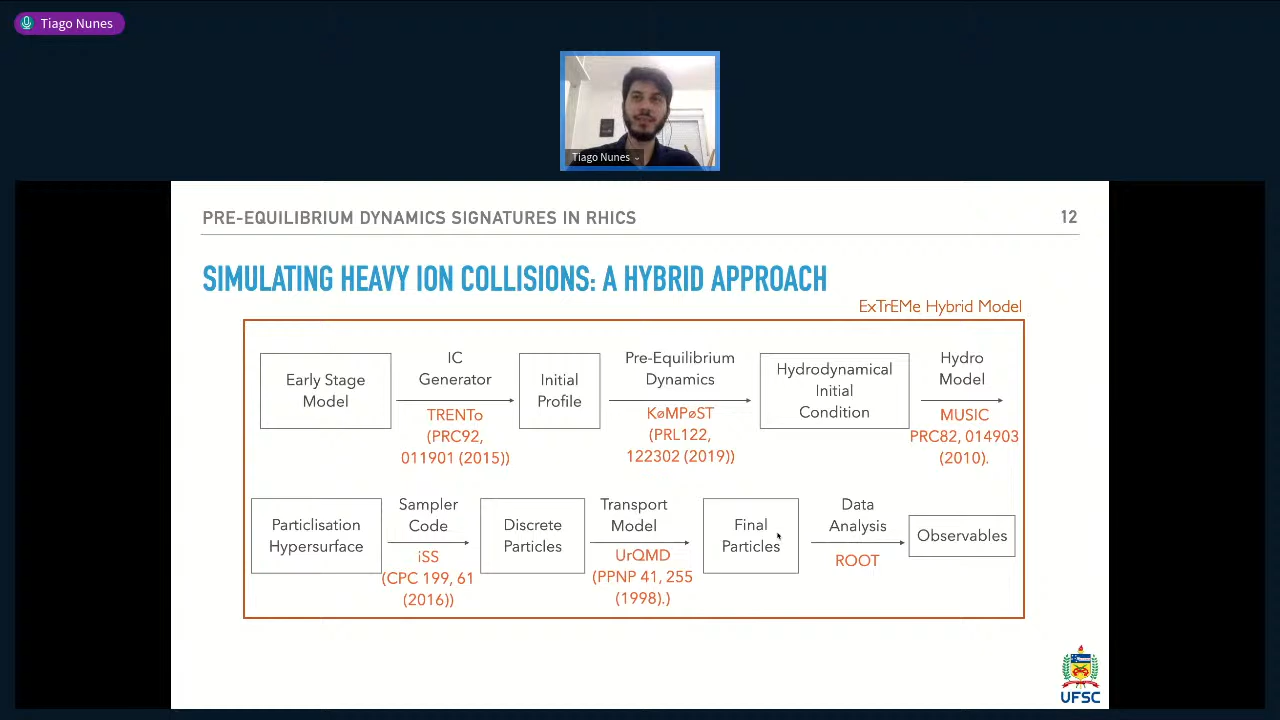 Tiago Nunes
Tiago Nunes
PRE-EQUILIBRIUM DYNAMICS SIGNATURES IN RHICS
12
SIMULATING HEAVY ION COLLISIONS: A HYBRID APPROACH
ExTrEMe Hybrid Model
Early Stage
Model
IC
Generator
TRENTo
(PRC92,
011901 (2015))
Initial
Profile
Pre-Equilibrium
Dynamics
KøMPøST
(PRL122,
122302 (2019))
Hydrodynamical
Initial
Condition
Hydro
Model
MUSIC
PRC82, 014903
(2010).
Particlisation
Hypersurface
Sampler
Code
iSS
(CPC 199, 61
(2016))
Discrete
Particles
Transport
Model
UrQMD
(PPNP 41, 255
(1998).)
Final
Particles
Data
Analysis
ROOT
Observables
UFSC